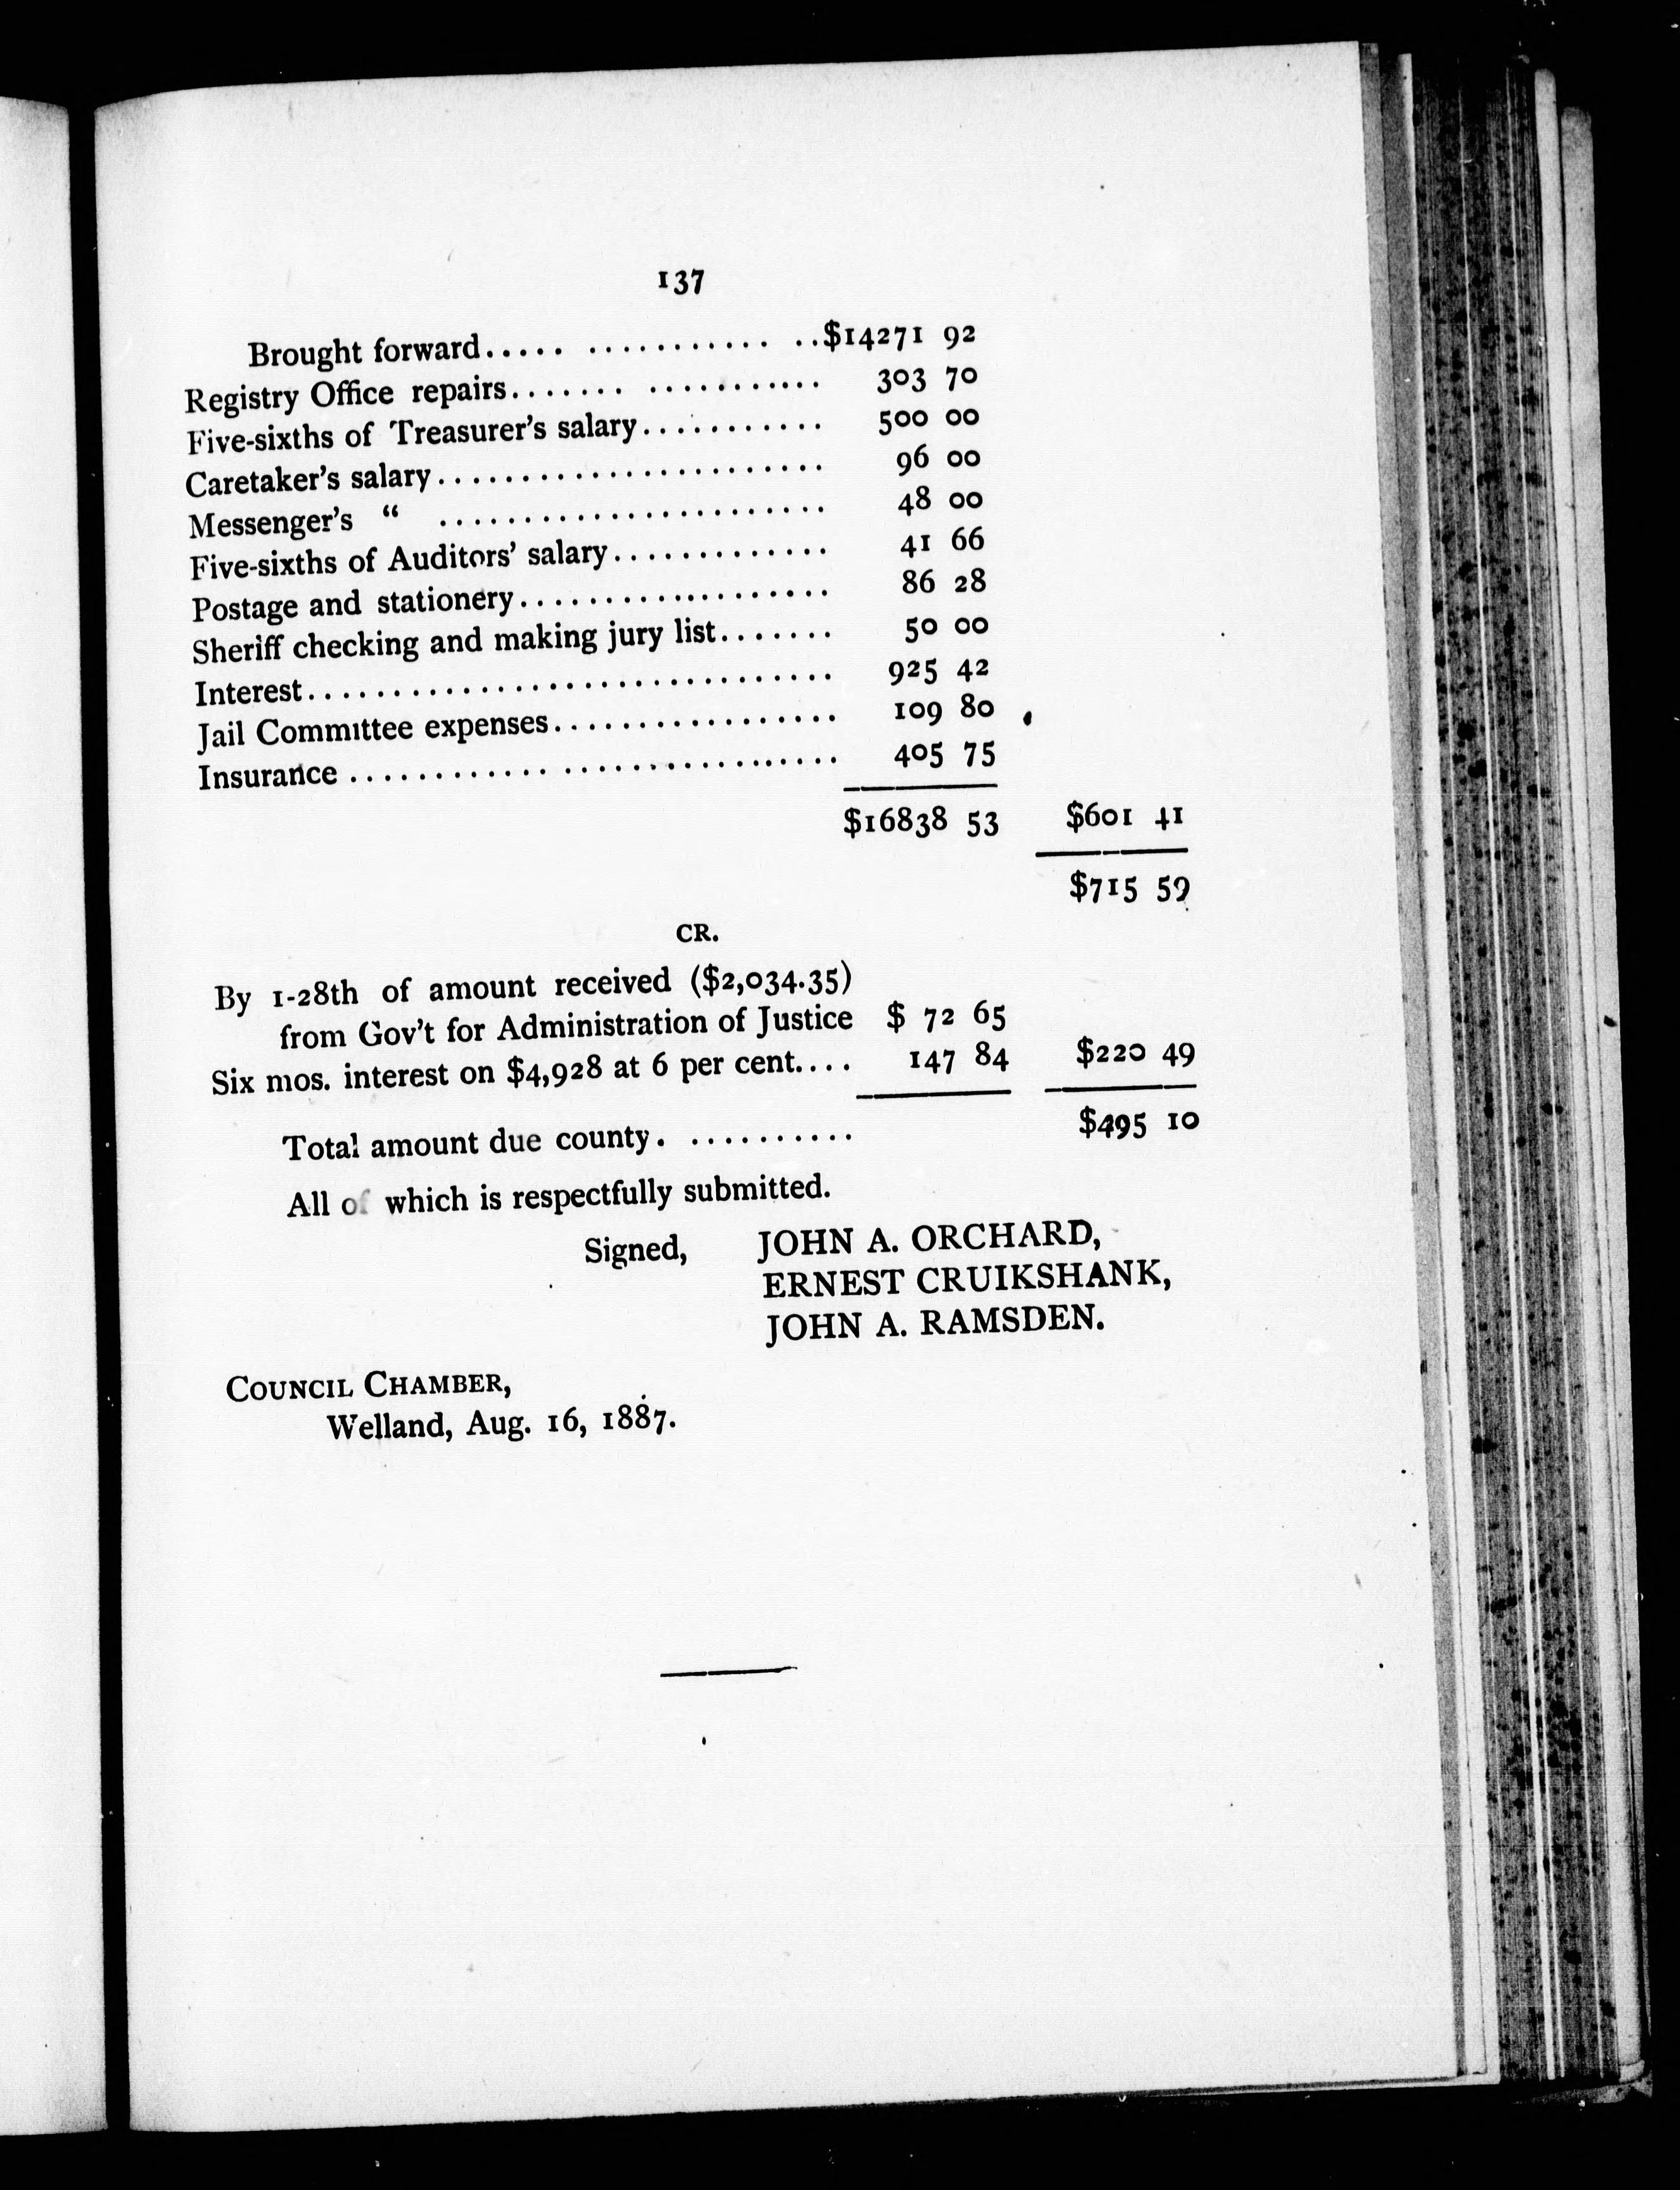 137
Brought forward..... ........... ..$14271 92
Registry Office repairs....... ........... 303 70
Five-sixths of Treasurer's salary........... 500 00
Caretaker's salary....................... 96 00
Messenger's “ ....................... 48 00
Five-sixths of Auditors' salary............. 41 66
Postage and stationery................... 86 28
Sheriff checking and making jury list....... 50 00
Interest................................ 925 42
Jail Committee expenses................. 109 80
Insurance ............ ................. 405 75
$16838 53 $601 41
$715 59
CR.
By 1-28th of amount received ($2,034.35)
from Gov't for Administration of Justice $ 72 65
Six mos. interest on $4,928 at 6 per cent.... 147 84 $220 49
Total amount due county. .......... $495 10
All of which is respectfully submitted.
Signed, JOHN A. ORCHARD,
ERNEST CRUIKSHANK,
JOHN A. RAMSDEN.
COUNCIL CHAMBER,
Welland, Aug. 16, 1887.